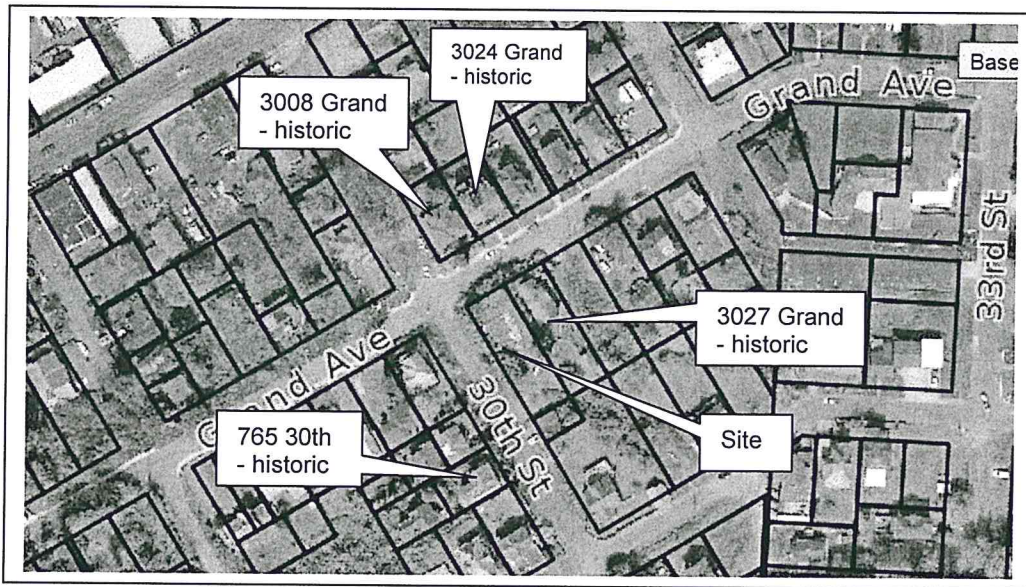 3024 Grand
- historic
3008 Grand
- historic
Grand Ave
Base
33rd St
3027 Grand
- historic
Grand Ave
30th St
Site
765 30th
- historic